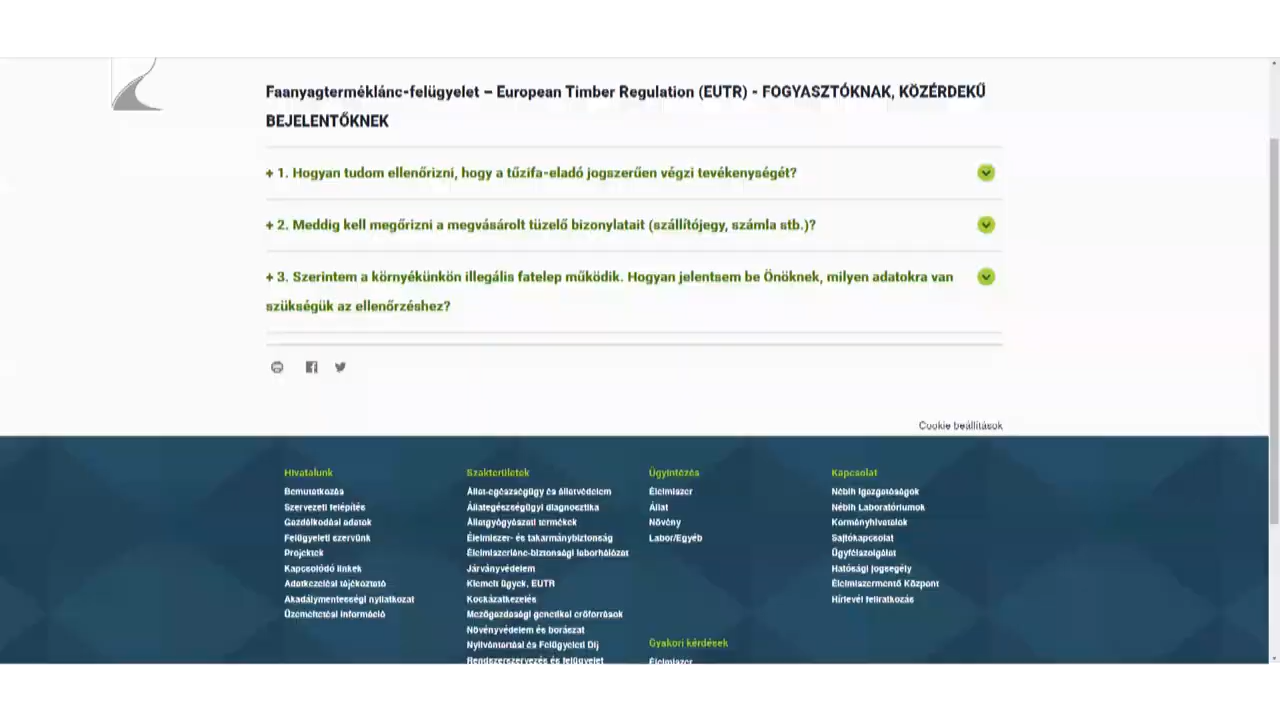 Faanyagterméklánc-felügyelet – European Timber Regulation (EUTR) - FOGYASZTÓKNAK, KÖZÉRDEKŰ
BEJELENTŐKNEK
+ 1. Hogyan tudom ellenőrizni, hogy a tűzifa-eladó jogszerűen végzi tevékenységét?
+ 2. Meddig kell megőrizni a megvásárolt tüzelő bizonylatait (szállítójegy, számla stb.)?
+ 3. Szerintem a környékünkön illegális fatelep működik. Hogyan jelentsem be Önöknek, milyen adatokra van
szükségük az ellenőrzéshez?
Cookie beállítások
Hivatalunk
Bemutatkozás
Szervezeti felépítés
Gazdálkodási adatok
Felügyeleti szervünk
Projektek
Kapcsolódó linkek
Adatkezelési tájékoztató
Akadálymentességi nyilatkozat
Üzemeltetési információ
Szakterületek
Állat-egészségügy és állatvédelem
Állategészségügyi diagnosztika
Állatgyógyászati termékek
Élelmiszer- és takarmánybiztonság
Élelmiszerlánc-biztonsági laborhálózat
Járványvédelem
Kiemelt ügyek, EUTR
Kockázatkezelés
Mezőgazdasági genetikai erőforrások
Növényvédelem és borászat
Nyilvántartási és Felügyeleti Díj
Rendszerszervezés és felügyelet
Ügyintézés
Élelmiszer
Állat
Növény
Labor/Egyéb
Gyakori kérdések
Élelmiszer
Kapcsolat
Nébih Igazgatóságok
Nébih Laboratóriumok
Kormányhivatalok
Sajtókapcsolat
Ügyfélszolgálat
Hatósági jogsegély
Élelmiszermentő Központ
Hírlevél feliratkozás